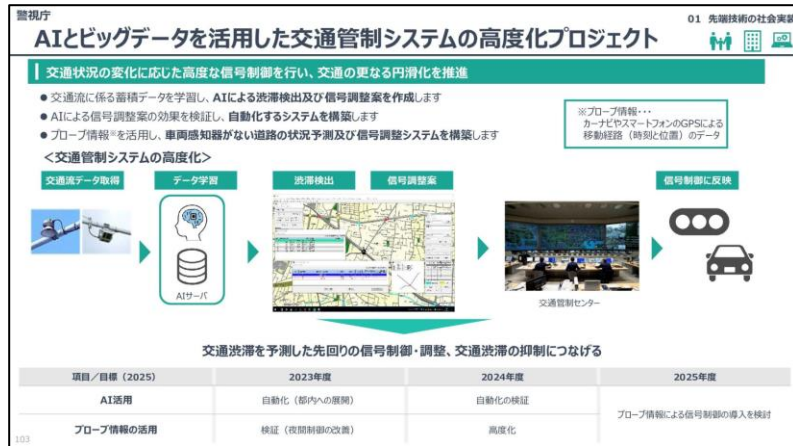 警視庁
01 先端技術の社会実装
AIとビッグデータを活用した交通管制システムの高度化プロジェクト
交通状況の変化に応じた高度な信号制御を行い、交通の更なる円滑化を推進
● 交通流に係る蓄積データを学習し、AIによる渋滞検出及び信号調整案を作成します
● AIによる信号調整案の効果を検証し、自動化するシステムを構築します
● プローブ情報※を活用し、車両感知器がない道路の状況予測及び信号調整システムを構築します
※プローブ情報・・・
カーナビやスマートフォンのGPSによる
移動経路（時刻と位置）のデータ
＜交通管制システムの高度化＞
交通流データ取得 データ学習 渋滞検出 信号調整案 信号制御に反映
AIサーバ
交通管制センター
交通渋滞を予測した先回りの信号制御・調整、交通渋滞の抑制につなげる
項目／目標（2025） 2023年度 2024年度 2025年度
AI活用 自動化（都内への展開） 自動化の検証
プローブ情報による信号制御の導入を検討
プローブ情報の活用 検証（夜間制御の改善） 高度化
103